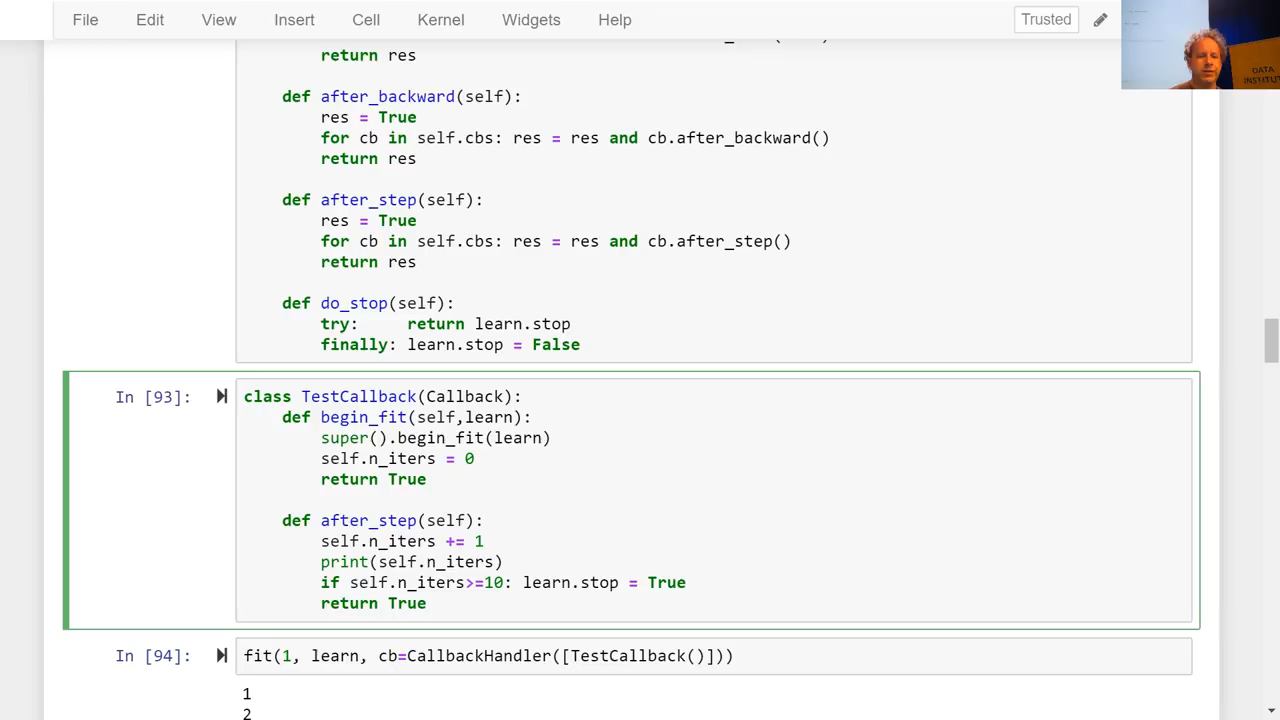 File Edit View Insert Cell Kernel Widgets Help Trusted
return res
def after_backward(self):
res = True
for cb in self.cbs: res = res and cb.after_backward()
return res
def after_step(self):
res = True
for cb in self.cbs: res = res and cb.after_step()
return res
def do_stop(self):
try: return learn.stop
finally: learn.stop = False
In [93]: class TestCallback(Callback):
def begin_fit(self,learn):
super().begin_fit(learn)
self.n_iters = 0
return True
def after_step(self):
self.n_iters += 1
print(self.n_iters)
if self.n_iters>=10: learn.stop = True
return True
In [94]: fit(1, learn, cb=CallbackHandler([TestCallback()]))
1
2
DATA
INSTITUT